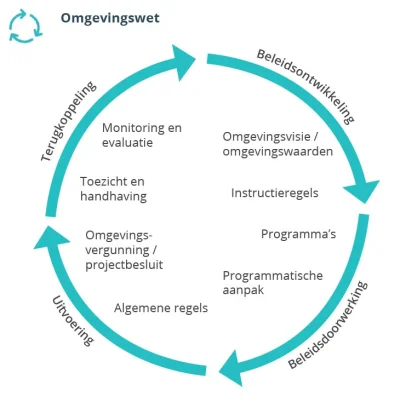 Omgevingswet
Beleidsontwikkeling
Omgevingsvisie /
omgevingswaarden
Instructieregels
Programma's
Programmatische
aanpak
Beleidsdoorwerking
Algemene regels
Uitvoering
Omgevings-
vergunning /
projectbesluit
Toezicht en
handhaving
Monitoring en
evaluatie
Terugkoppeling